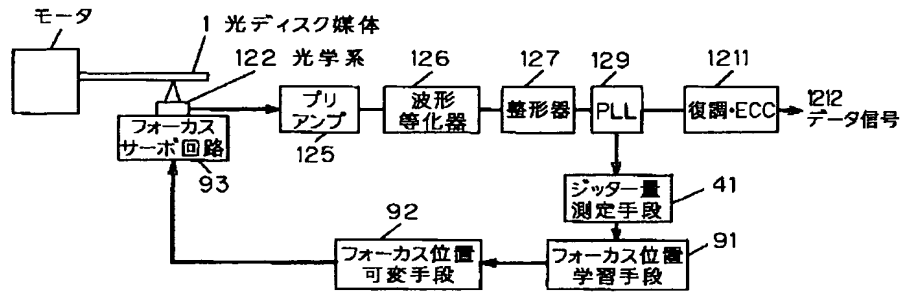 モータ
1 光ディスク媒体
122 光学系
フォーカス
サーボ回路
93
プリ
アンプ
125
126
波形
等化器
127
整形器
129
PLL
1211
復調・ECC
1212
データ信号
ジッター量
測定手段
41
92
フォーカス位置
可変手段
フォーカス位置
学習手段
91